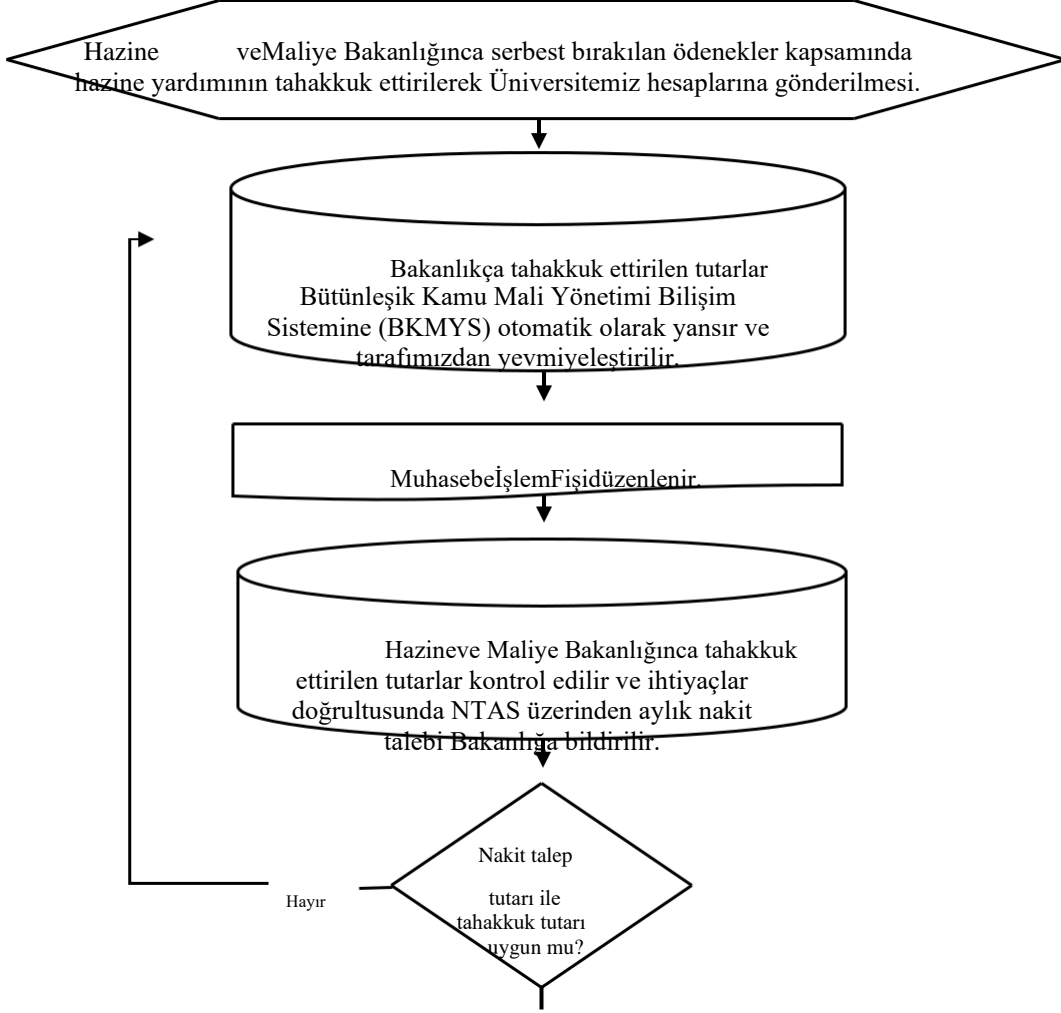 Hazine veMaliye Bakanlığınca serbest bırakılan ödenekler kapsamında
hazine yardımının tahakkuk ettirilerek Üniversitemiz hesaplarına gönderilmesi.
Bakanlıkça tahakkuk ettirilen tutarlar
Bütünleşik Kamu Mali Yönetimi Bilişim
Sistemine (BKMYS) otomatik olarak yansır ve
tarafımızdan yevmiyeleştirilir.
MuhasebeİşlemFişidüzenlenir.
Hazineve Maliye Bakanlığınca tahakkuk
ettirilen tutarlar kontrol edilir ve ihtiyaçlar
doğrultusunda NTAS üzerinden aylık nakit
talebi Bakanlığa bildirilir.
Nakit talep
tutarı ile
tahakkuk tutarı
uygun mu?
Hayır